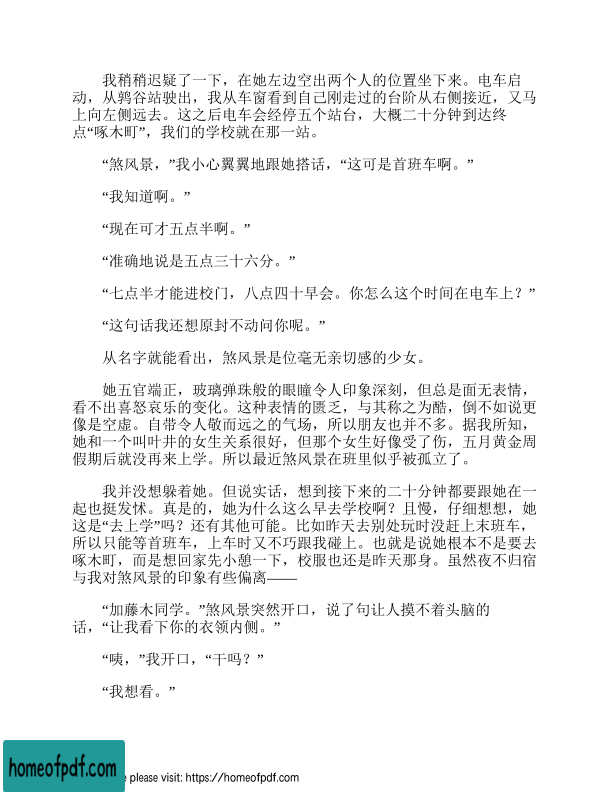 我稍稍迟疑了一下，在她左边空出两个人的位置坐下来。电车启
动，从鹑谷站驶出，我从车窗看到自己刚走过的台阶从右侧接近，又马
上向左侧远去。这之后电车会经停五个站台，大概二十分钟到达终
点“啄木町”，我们的学校就在那一站。
“煞风景，”我小心翼翼地跟她搭话，“这可是首班车啊。”
“我知道啊。”
“现在可才五点半啊。”
“准确地说是五点三十六分。”
“七点半才能进校门，八点四十早会。你怎么这个时间在电车上？”
“这句话我还想原封不动问你呢。”
从名字就能看出，煞风景是位毫无亲切感的少女。
她五官端正，玻璃弹珠般的眼瞳令人印象深刻，但总是面无表情，
看不出喜怒哀乐的变化。这种表情的匮乏，与其称之为酷，倒不如说更
像是空虚。自带令人敬而远之的气场，所以朋友也并不多。据我所知，
她和一个叫叶井的女生关系很好，但那个女生好像受了伤，五月黄金周
假期后就没再来上学。所以最近煞风景在班里似乎被孤立了。
我并没想躲着她。但说实话，想到接下来的二十分钟都要跟她在一
起也挺发怵。真是的，她为什么这么早去学校啊？且慢，仔细想想，她
这是“去上学”吗？还有其他可能。比如昨天去别处玩时没赶上末班车，
所以只能等首班车，上车时又不巧跟我碰上。也就是说她根本不是要去
啄木町，而是想回家先小憩一下，校服也还是昨天那身。虽然夜不归宿
与我对煞风景的印象有些偏离——
“加藤木同学。”煞风景突然开口，说了句让人摸不着头脑的
话，“让我看下你的衣领内侧。”
“咦，”我开口，“干吗？”
“我想看。”
homeofpdf.com
e please visit: https://homeofpdf.com